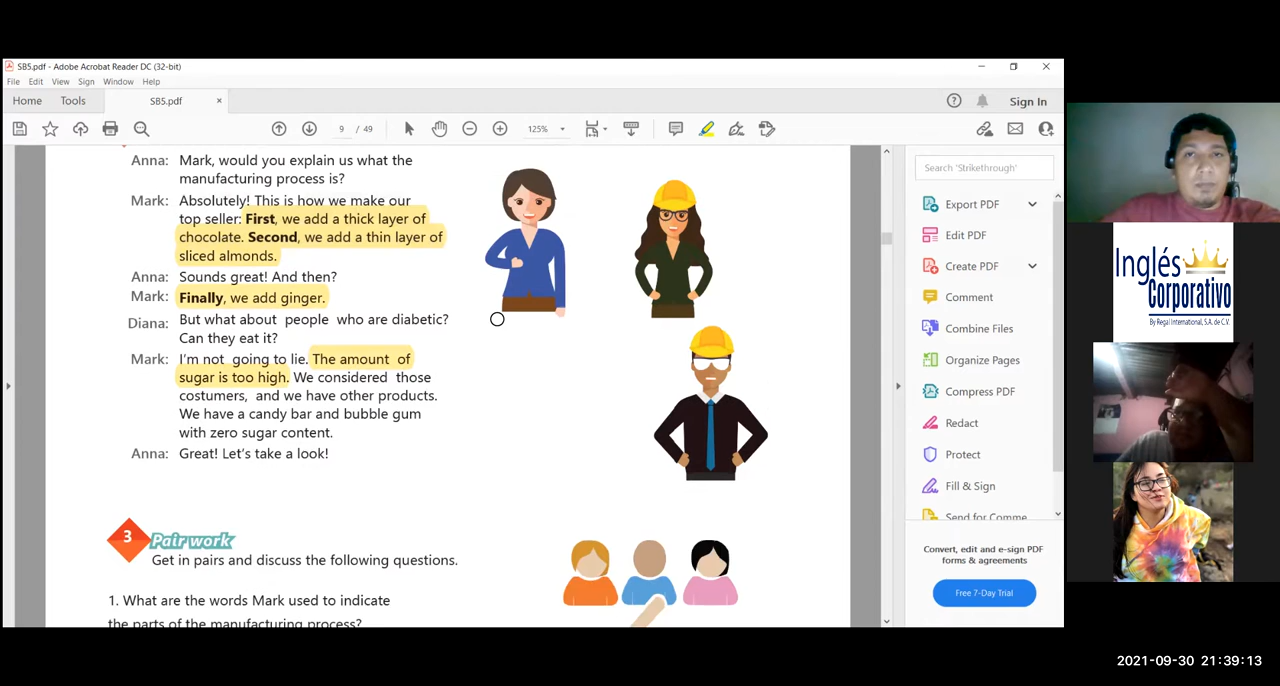 SB5.pdf - Adobe Acrobat Reader DC (32-bit)
File Edit View Sign Window Help
Home Tools SB5.pdf × Sign In
9 / 49 125%
Anna: Mark, would you explain us what the
manufacturing process is?
Mark: Absolutely! This is how we make our
top seller: First, we add a thick layer of
chocolate. Second, we add a thin layer of
sliced almonds.
Anna: Sounds great! And then?
Mark: Finally, we add ginger.
Diana: But what about people who are diabetic?
Can they eat it?
Mark: I'm not going to lie. The amount of
sugar is too high. We considered those
costumers, and we have other products.
We have a candy bar and bubble gum
with zero sugar content.
Anna: Great! Let's take a look!
3 Pair work
Get in pairs and discuss the following questions.
1. What are the words Mark used to indicate
the parts of the manufacturing process?
Search 'Strikethrough'
Export PDF
Edit PDF
Create PDF
Comment
Combine Files
Organize Pages
Compress PDF
Redact
Protect
Fill & Sign
Send for Comme
Convert, edit and e-sign PDF
forms & agreements
Free 7-Day Trial
Inglés
Corporativo
By Regal International, S.A. de C.V.
2021-09-30 21:39:13